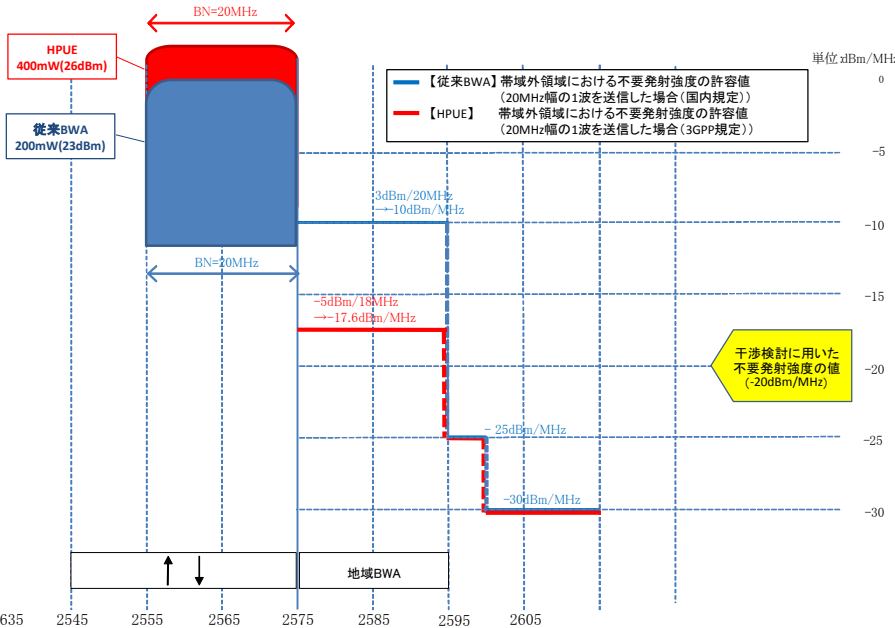 BN=20MHz
HPUE
400mW(26dBm)
従来BWA
200mW(23dBm)
単位:dBm/MHz
【従来BWA】帯域外領域における不要発射強度の許容値
（20MHz幅の1波を送信した場合（国内規定））
【HPUE】 帯域外領域における不要発射強度の許容値
（20MHz幅の1波を送信した場合（3GPP規定））
0
-5
-10
-15
-20
-25
-30
3dBm/20MHz
→-10dBm/MHz
BN=20MHz
-5dBm/18MHz
→-17.6dBm/MHz
干渉検討に用いた
不要発射強度の値
(-20dBm/MHz)
- 25dBm/MHz
-30dBm/MHz
地域BWA
635 2545 2555 2565 2575 2585 2595 2605